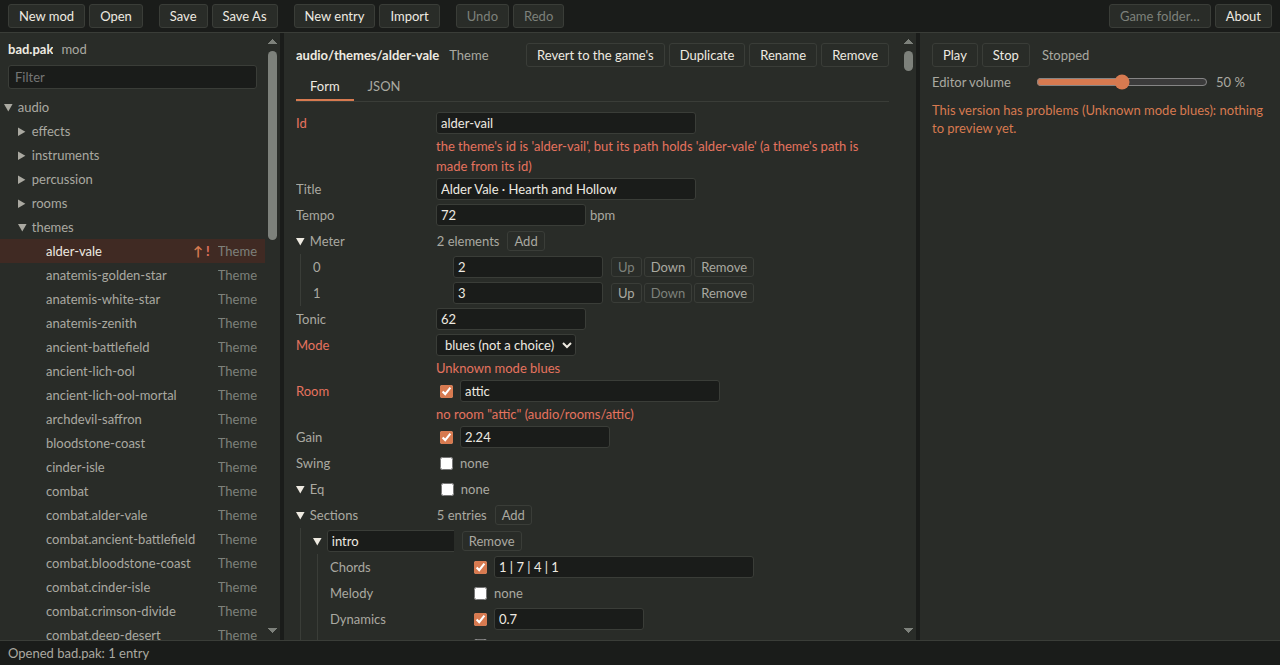 New mod Open Save Save As New entry Import Undo Redo Game folder... About
bad.pak mod
Filter
audio
effects
instruments
percussion
rooms
themes
alder-vale ↑ ! Theme
anatemis-golden-star Theme
anatemis-white-star Theme
anatemis-zenith Theme
ancient-battlefield Theme
ancient-lich-ool Theme
ancient-lich-ool-mortal Theme
archdevil-saffron Theme
bloodstone-coast Theme
cinder-isle Theme
combat Theme
combat.alder-vale Theme
combat.ancient-battlefield Theme
combat.bloodstone-coast Theme
combat.cinder-isle Theme
combat.crimson-divide Theme
combat.deep-desert Theme
audio/themes/alder-vale Theme Revert to the game's Duplicate Rename Remove
Form JSON
Id alder-vail
the theme's id is 'alder-vail', but its path holds 'alder-vale' (a theme's path is
made from its id)
Title Alder Vale · Hearth and Hollow
Tempo 72 bpm
Meter 2 elements Add
0 2 Up Down Remove
1 3 Up Down Remove
Tonic 62
Mode blues (not a choice)
Unknown mode blues
Room attic
no room "attic" (audio/rooms/attic)
Gain 2.24
Swing none
Eq none
Sections 5 entries Add
intro Remove
Chords 1 | 7 | 4 | 1
Melody none
Dynamics 0.7
Play Stop Stopped
Editor volume 50 %
This version has problems (Unknown mode blues): nothing
to preview yet.
Opened bad.pak: 1 entry